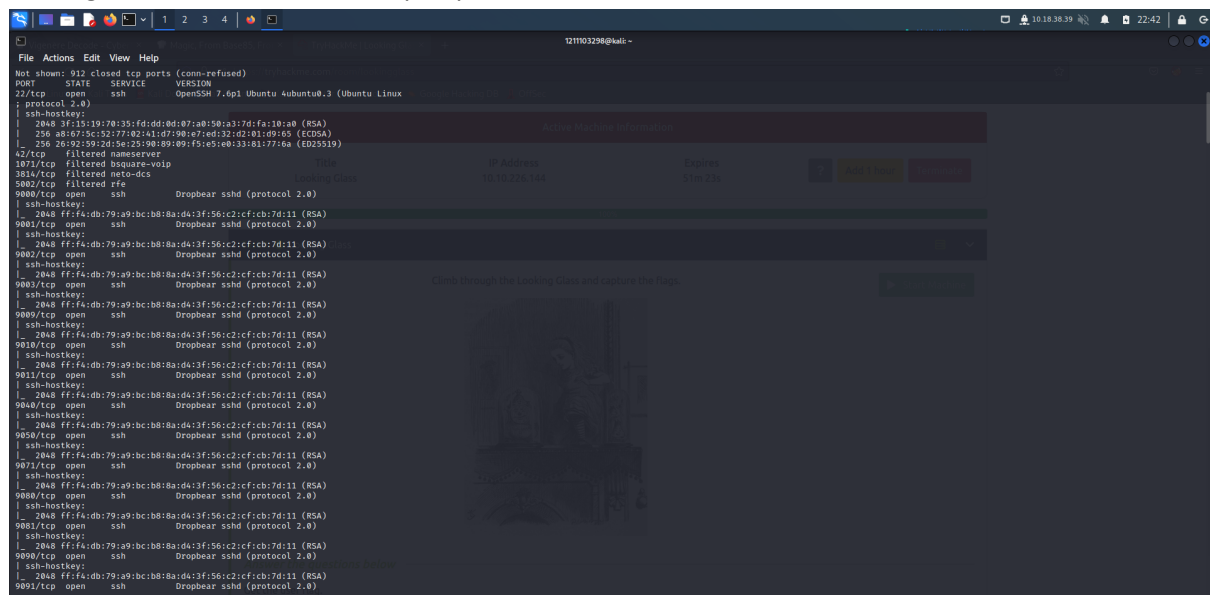 1 2 3 4
10.18.38.39 22:42
1211103298@kali: ~
File Actions Edit View Help
Not shown: 912 closed tcp ports (conn-refused)
PORT STATE SERVICE VERSION
22/tcp open ssh OpenSSH 7.6p1 Ubuntu 4ubuntu0.3 (Ubuntu Linux
; protocol 2.0)
| ssh-hostkey:
| 2048 3f:15:19:70:35:fd:dd:0d:07:a0:50:a3:7d:fa:10:a0 (RSA)
| 256 a8:67:5c:52:77:02:41:d7:90:e7:ed:32:d2:01:d9:65 (ECDSA)
|_ 256 26:92:59:2d:5e:25:90:89:09:f5:e5:e0:33:81:77:6a (ED25519)
42/tcp filtered nameserver
1071/tcp filtered bsquare-voip
3814/tcp filtered neto-dcs
5002/tcp filtered rfe
9000/tcp open ssh Dropbear sshd (protocol 2.0)
| ssh-hostkey:
|_ 2048 ff:f4:db:79:a9:bc:b8:8a:d4:3f:56:c2:cf:cb:7d:11 (RSA)
9001/tcp open ssh Dropbear sshd (protocol 2.0)
| ssh-hostkey:
|_ 2048 ff:f4:db:79:a9:bc:b8:8a:d4:3f:56:c2:cf:cb:7d:11 (RSA)
9002/tcp open ssh Dropbear sshd (protocol 2.0)
| ssh-hostkey:
|_ 2048 ff:f4:db:79:a9:bc:b8:8a:d4:3f:56:c2:cf:cb:7d:11 (RSA)
9003/tcp open ssh Dropbear sshd (protocol 2.0)
| ssh-hostkey:
|_ 2048 ff:f4:db:79:a9:bc:b8:8a:d4:3f:56:c2:cf:cb:7d:11 (RSA)
9009/tcp open ssh Dropbear sshd (protocol 2.0)
| ssh-hostkey:
|_ 2048 ff:f4:db:79:a9:bc:b8:8a:d4:3f:56:c2:cf:cb:7d:11 (RSA)
9010/tcp open ssh Dropbear sshd (protocol 2.0)
| ssh-hostkey:
|_ 2048 ff:f4:db:79:a9:bc:b8:8a:d4:3f:56:c2:cf:cb:7d:11 (RSA)
9011/tcp open ssh Dropbear sshd (protocol 2.0)
| ssh-hostkey:
|_ 2048 ff:f4:db:79:a9:bc:b8:8a:d4:3f:56:c2:cf:cb:7d:11 (RSA)
9040/tcp open ssh Dropbear sshd (protocol 2.0)
| ssh-hostkey:
|_ 2048 ff:f4:db:79:a9:bc:b8:8a:d4:3f:56:c2:cf:cb:7d:11 (RSA)
9050/tcp open ssh Dropbear sshd (protocol 2.0)
| ssh-hostkey:
|_ 2048 ff:f4:db:79:a9:bc:b8:8a:d4:3f:56:c2:cf:cb:7d:11 (RSA)
9071/tcp open ssh Dropbear sshd (protocol 2.0)
| ssh-hostkey:
|_ 2048 ff:f4:db:79:a9:bc:b8:8a:d4:3f:56:c2:cf:cb:7d:11 (RSA)
9080/tcp open ssh Dropbear sshd (protocol 2.0)
| ssh-hostkey:
|_ 2048 ff:f4:db:79:a9:bc:b8:8a:d4:3f:56:c2:cf:cb:7d:11 (RSA)
9081/tcp open ssh Dropbear sshd (protocol 2.0)
| ssh-hostkey:
|_ 2048 ff:f4:db:79:a9:bc:b8:8a:d4:3f:56:c2:cf:cb:7d:11 (RSA)
9090/tcp open ssh Dropbear sshd (protocol 2.0)
| ssh-hostkey:
|_ 2048 ff:f4:db:79:a9:bc:b8:8a:d4:3f:56:c2:cf:cb:7d:11 (RSA)
9091/tcp open ssh Dropbear sshd (protocol 2.0)
Active Machine Information
Title IP Address Expires
Looking Glass
Add 1 hour
Climb through the Looking Glass and capture the flags.